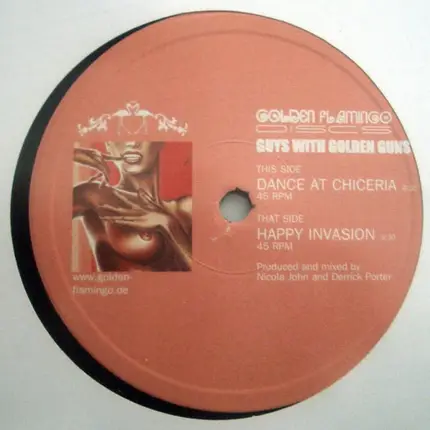 GOLDEN FLAMINGO
DISCS
GUYS WITH GOLDEN GUNS
THIS SIDE
DANCE AT CHICERIA
45 RPM
THAT SIDE
HAPPY INVASION
45 RPM
Produced and mixed by
Nicola John and Derrick Porter
www.golden-
flamingo.de